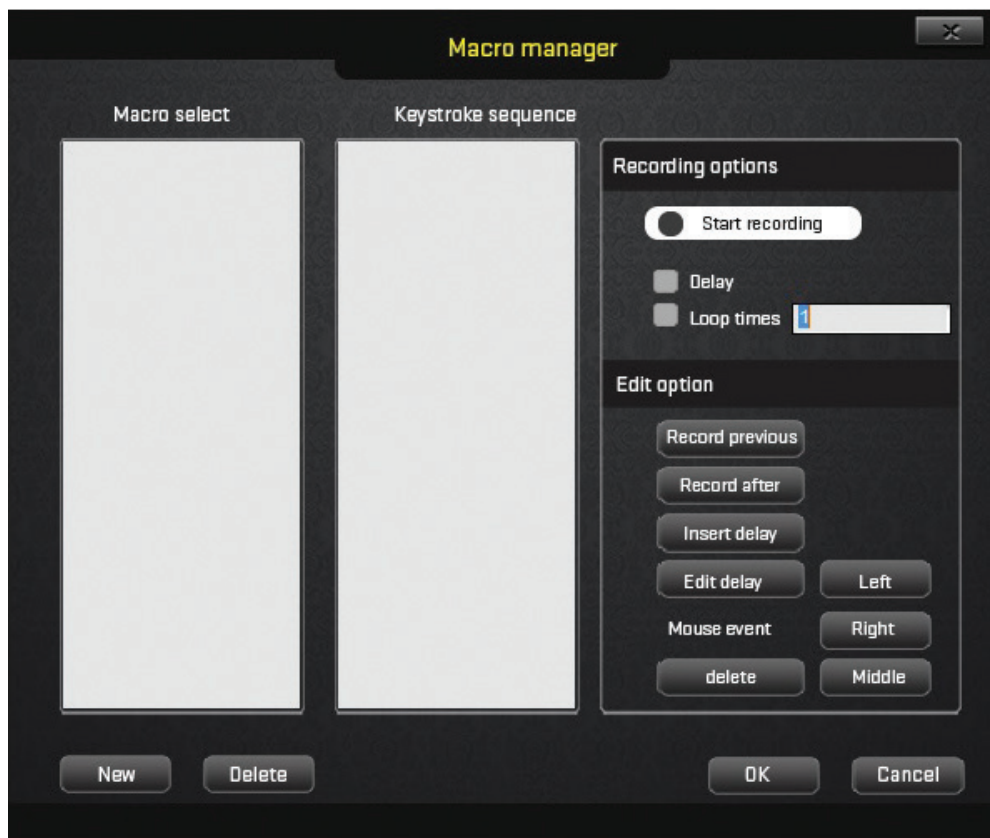 Macro manager
Macro select
Keystroke sequence
Recording options
Start recording
Delay
Loop times 1
Edit option
Record previous
Record after
Insert delay
Edit delay Left
Mouse event Right
delete Middle
New Delete OK Cancel